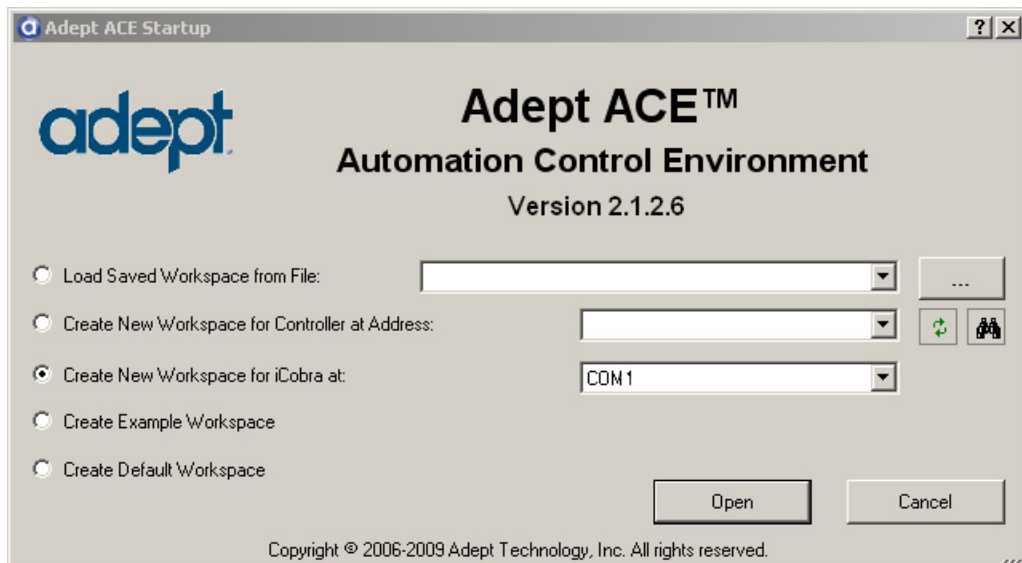 Adept ACE Startup
adept
Adept ACE™
Automation Control Environment
Version 2.1.2.6
Load Saved Workspace from File:
...
Create New Workspace for Controller at Address:
Create New Workspace for iCobra at:
COM1
Create Example Workspace
Create Default Workspace
Open
Cancel
Copyright © 2006-2009 Adept Technology, Inc. All rights reserved.